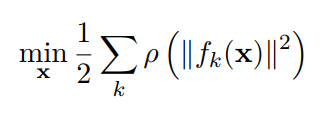 min_𝐱 1/2 ∑_k ρ(‖f_k(𝐱)‖²)